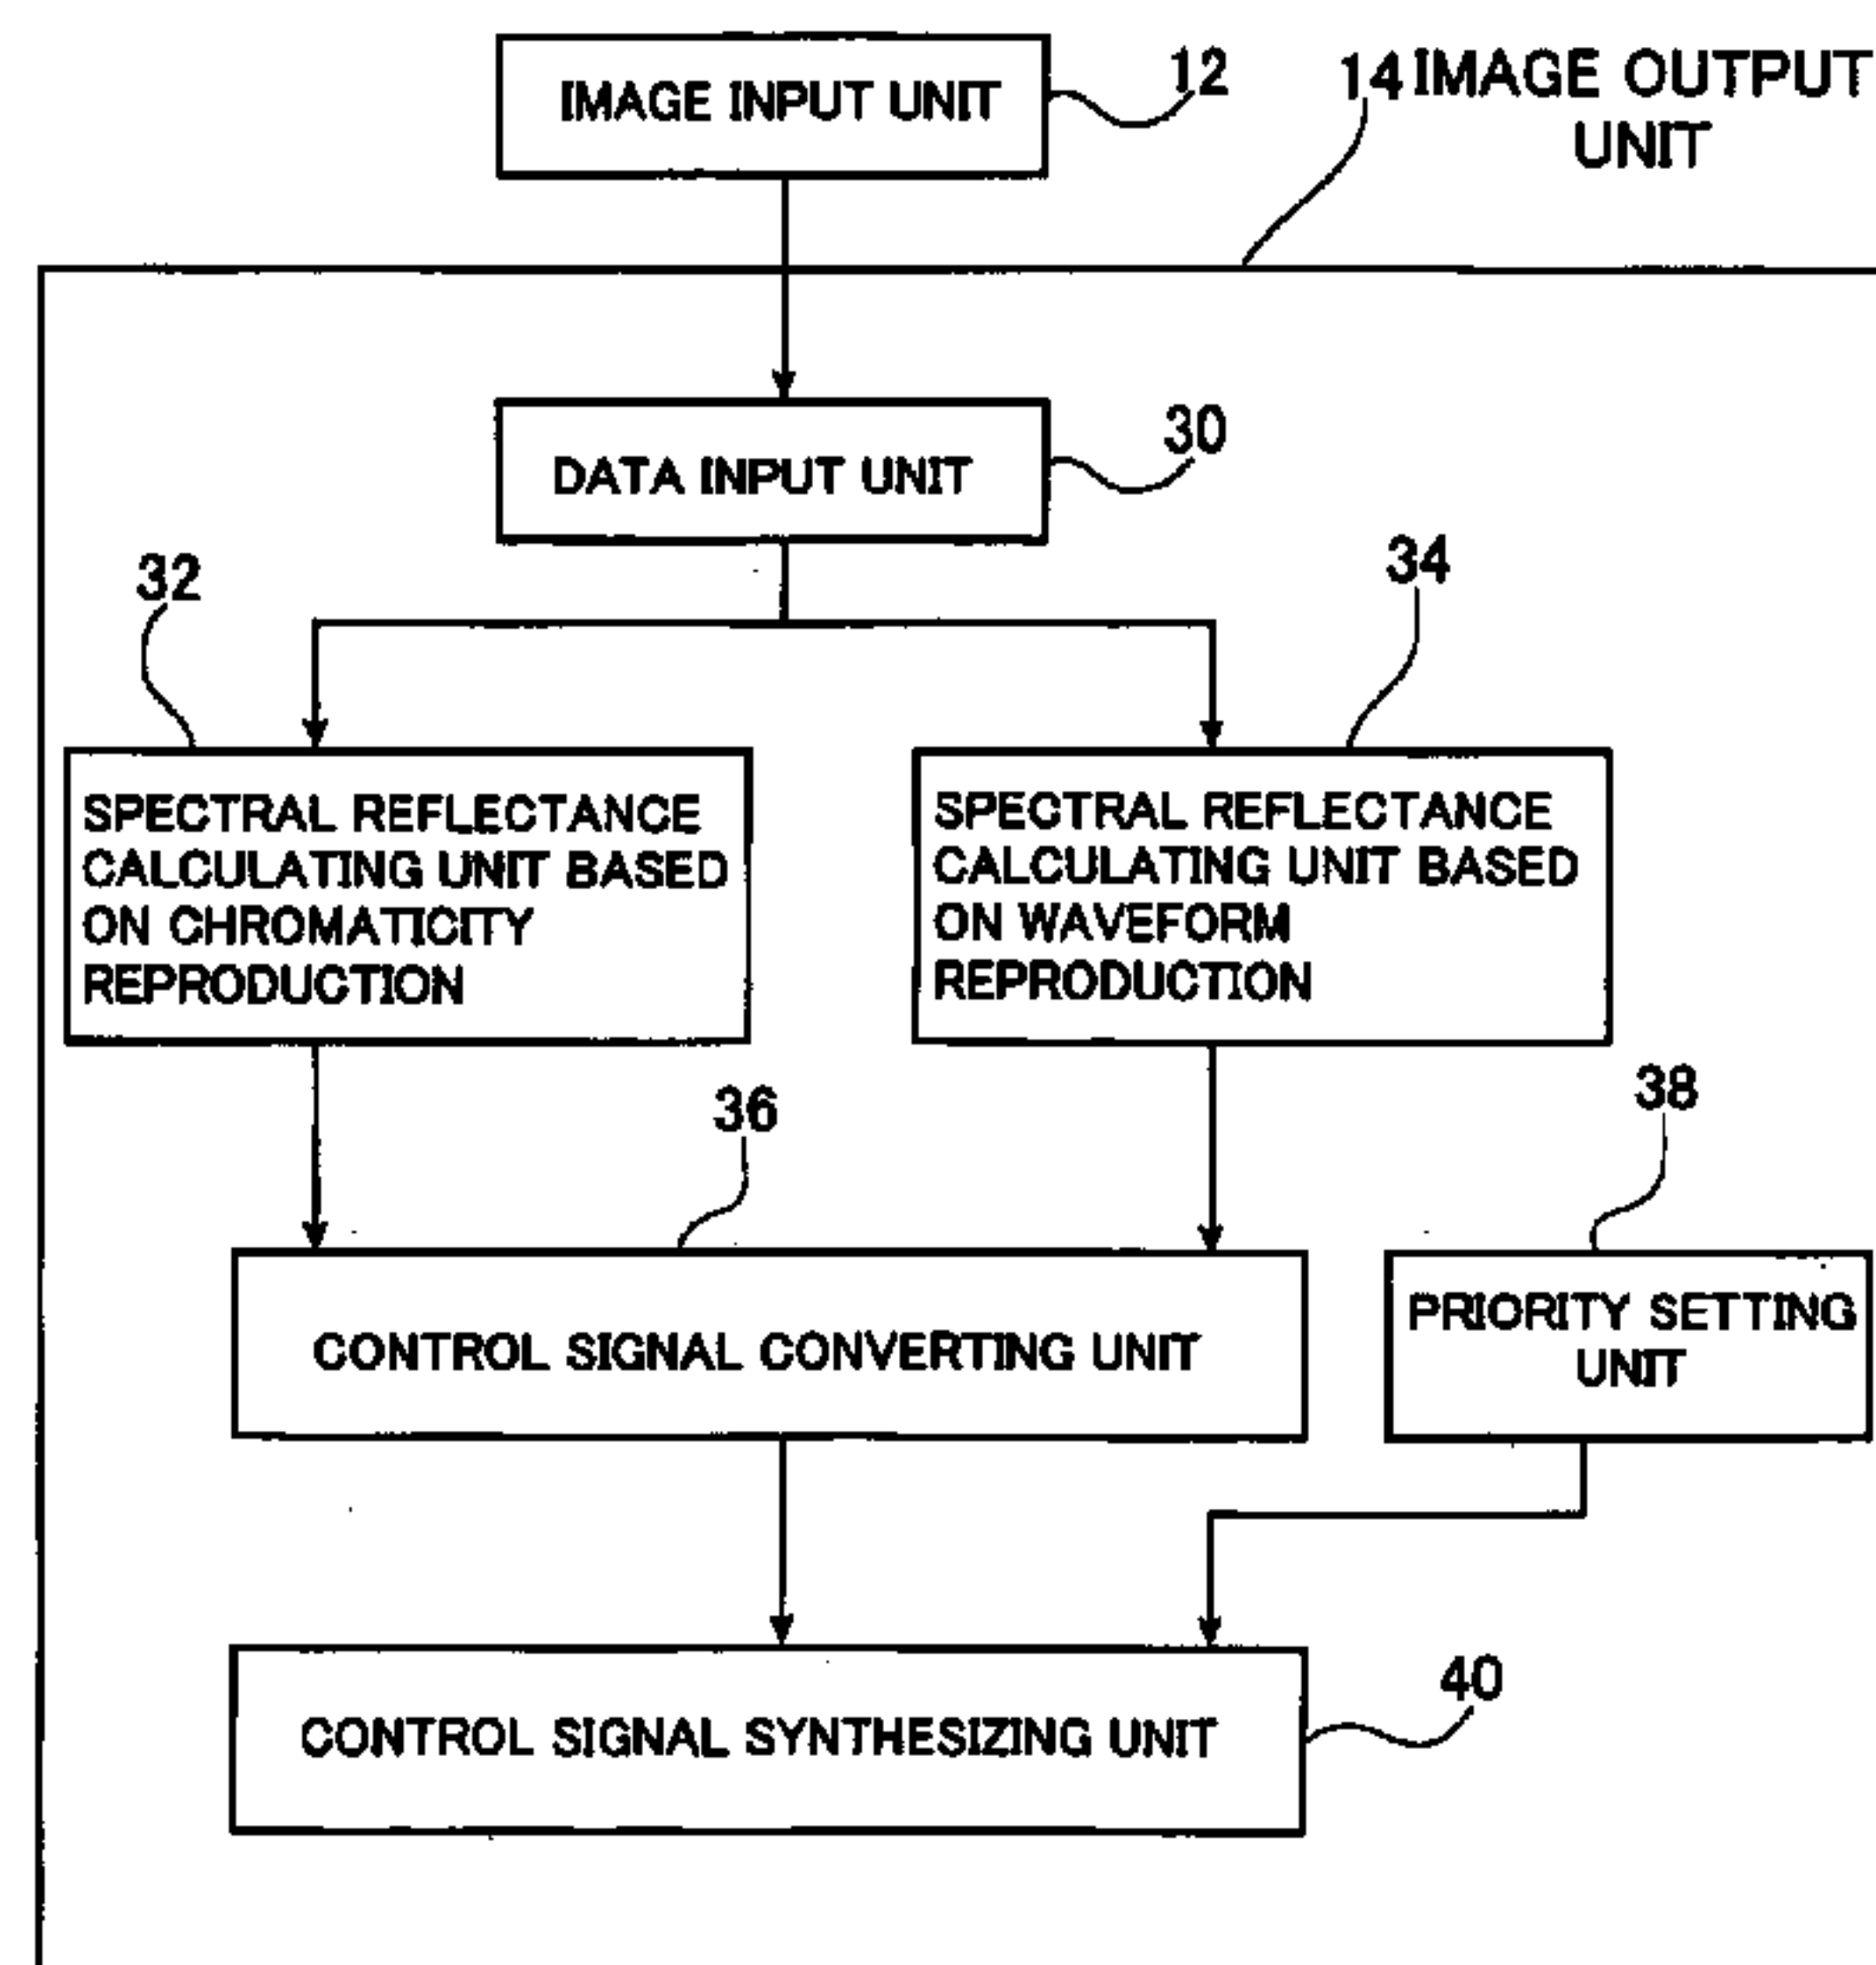 IMAGE INPUT UNIT
12
14 IMAGE OUTPUT
UNIT
DATA INPUT UNIT
30
32
34
SPECTRAL REFLECTANCE
CALCULATING UNIT BASED
ON CHROMATICITY
REPRODUCTION
SPECTRAL REFLECTANCE
CALCULATING UNIT BASED
ON WAVEFORM
REPRODUCTION
36
38
CONTROL SIGNAL CONVERTING UNIT
PRIORITY SETTING
UNIT
CONTROL SIGNAL SYNTHESIZING UNIT
40